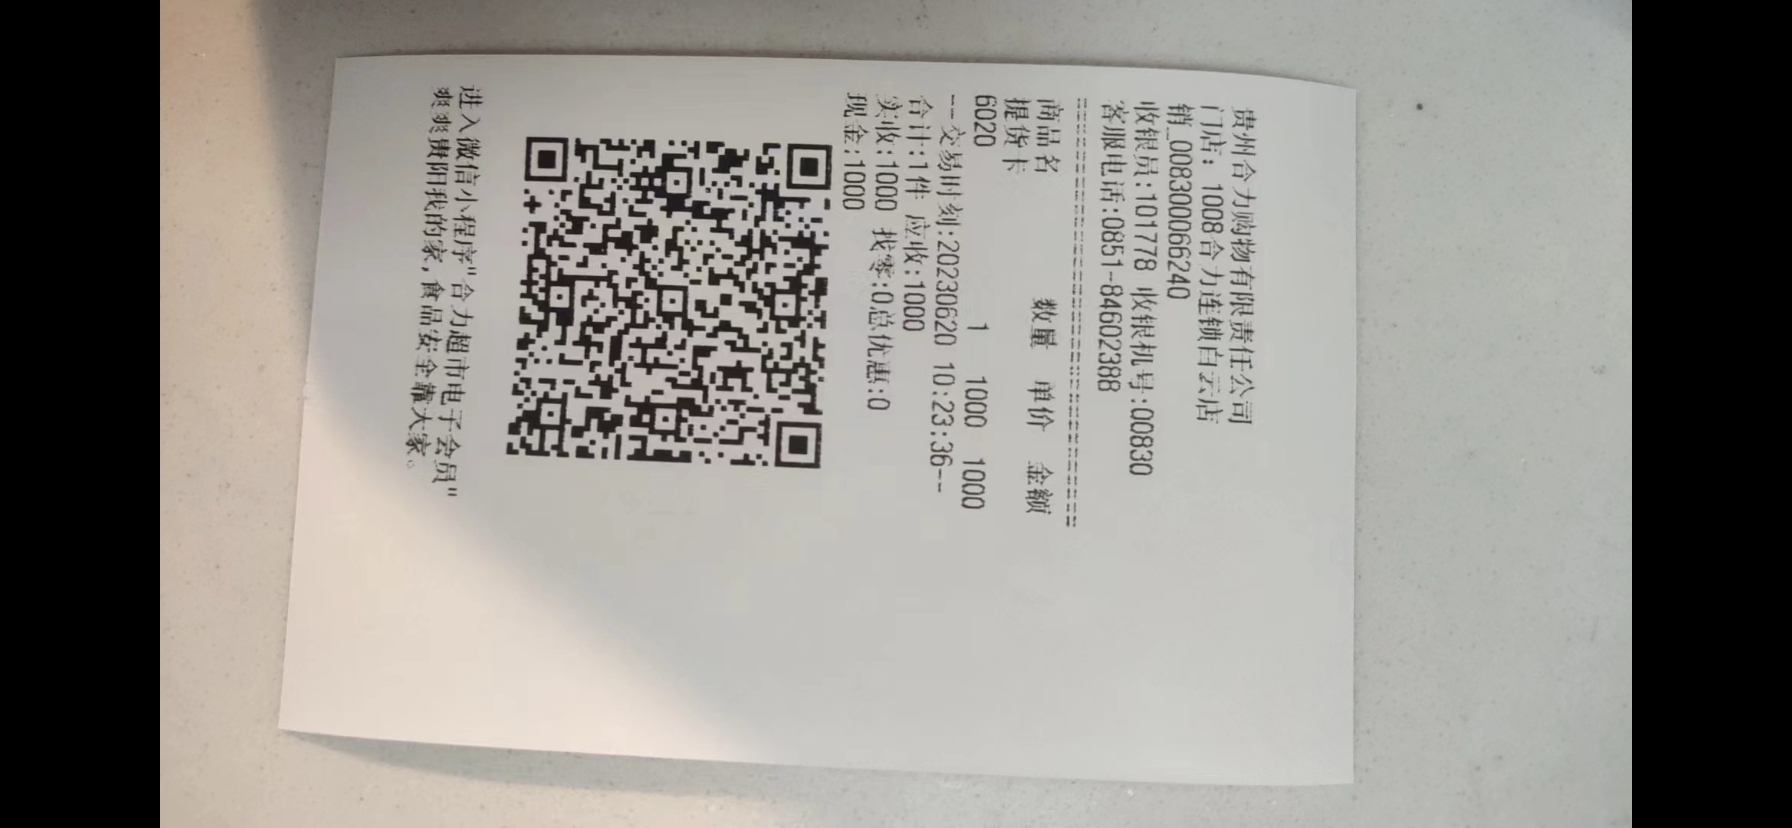 贵州合力购物有限责任公司
门店: 1008合力连锁白云店
销_008300066240
收银员:101778 收银机号:00830
客服电话:0851-84602388
--------------------------------
商品名 数量 单价 金额
提货卡
6020 1 1000 1000
--交易时刻:20230620 10:23:36--
合计:1件 应收:1000
实收:1000 找零:0总优惠:0
现金:1000
进入微信小程序"合力超市电子会员"
爽爽贵阳我的家,食品安全靠大家。